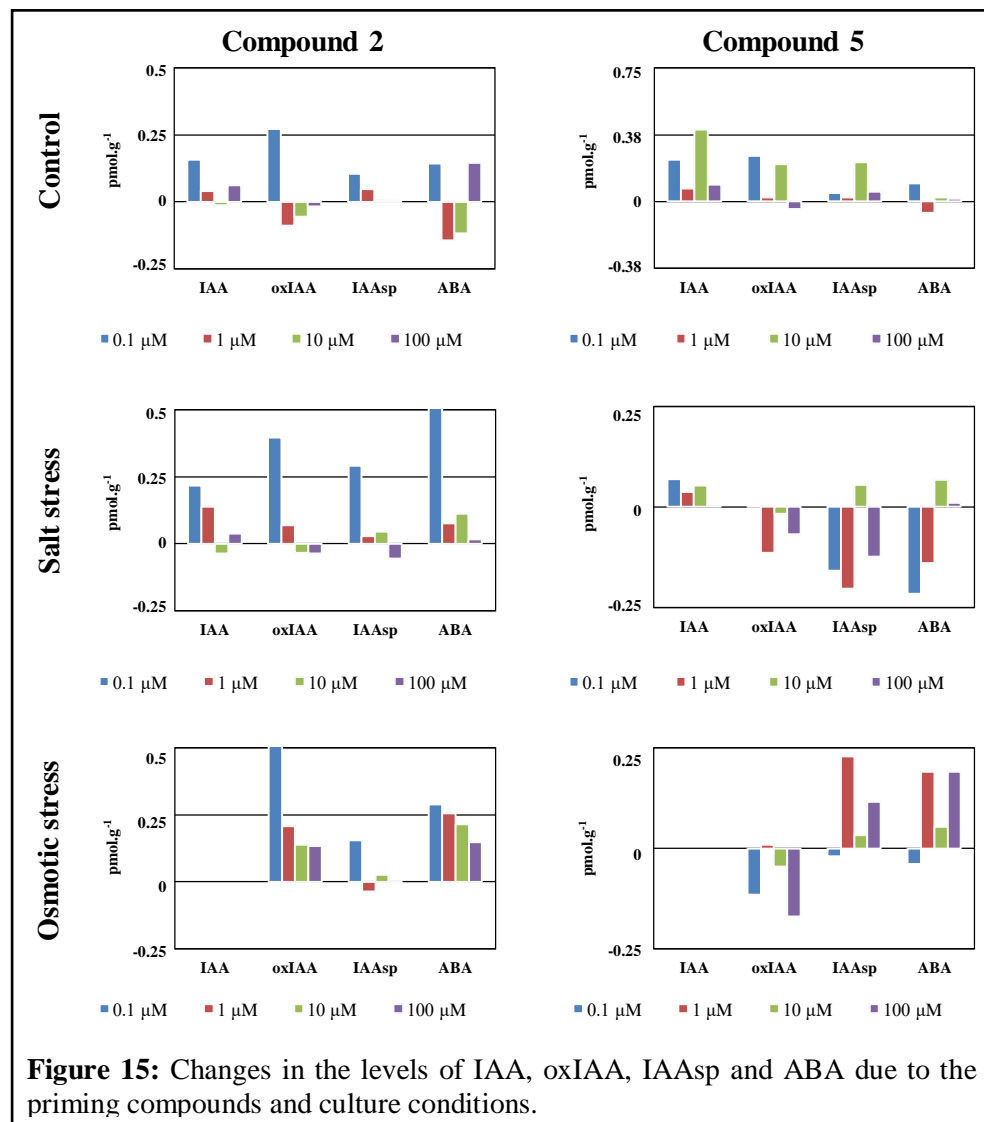 Compound 2
Compound 5
Control
0.5
0.25
0
-0.25
pmol.g⁻¹
IAA oxIAA IAAsp ABA
0.1 µM 1 µM 10 µM 100 µM
0.75
0.38
0
-0.38
pmol.g⁻¹
IAA oxIAA IAAsp ABA
0.1 µM 1 µM 10 µM 100 µM
Salt stress
0.5
0.25
0
-0.25
pmol.g⁻¹
IAA oxIAA IAAsp ABA
0.1 µM 1 µM 10 µM 100 µM
0.25
0
-0.25
pmol.g⁻¹
IAA oxIAA IAAsp ABA
0.1 µM 1 µM 10 µM 100 µM
Osmotic stress
0.5
0.25
0
-0.25
pmol.g⁻¹
IAA oxIAA IAAsp ABA
0.1 µM 1 µM 10 µM 100 µM
0.25
0
-0.25
pmol.g⁻¹
IAA oxIAA IAAsp ABA
0.1 µM 1 µM 10 µM 100 µM
Figure 15: Changes in the levels of IAA, oxIAA, IAAsp and ABA due to the
priming compounds and culture conditions.